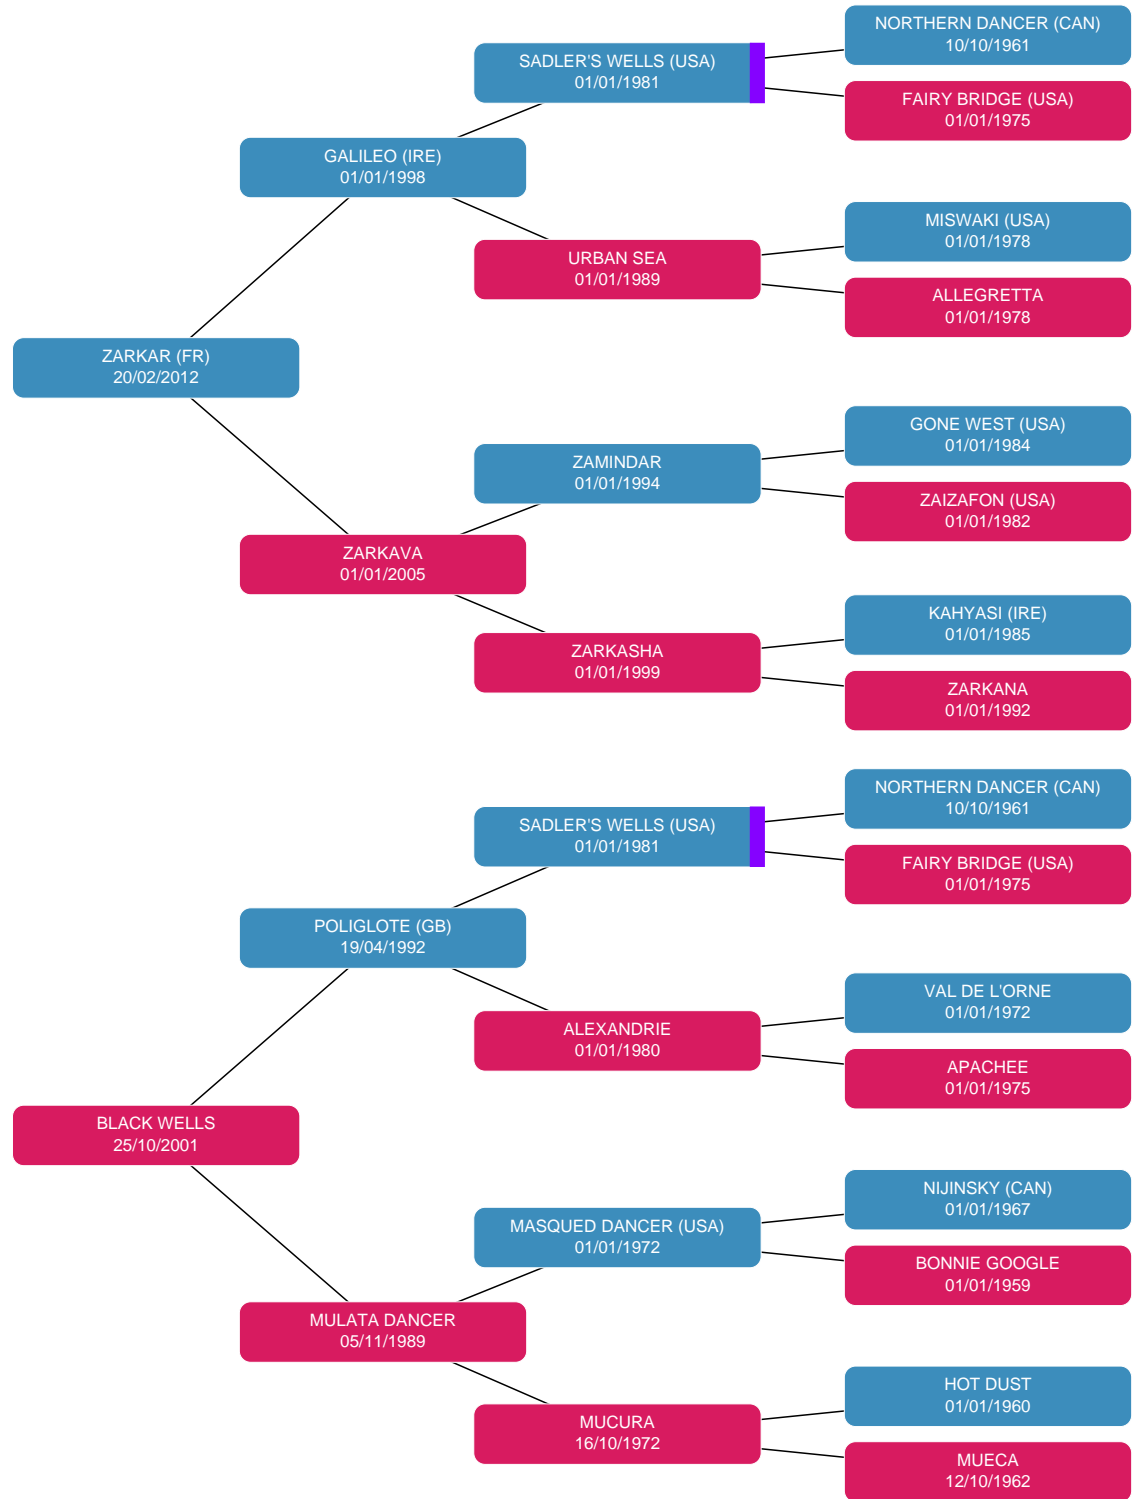 NORTHERN DANCER (CAN)
10/10/1961
SADLER'S WELLS (USA)
01/01/1981
FAIRY BRIDGE (USA)
01/01/1975
GALILEO (IRE)
01/01/1998
MISWAKI (USA)
01/01/1978
URBAN SEA
01/01/1989
ALLEGRETTA
01/01/1978
ZARKAR (FR)
20/02/2012
GONE WEST (USA)
01/01/1984
ZAMINDAR
01/01/1994
ZAIZAFON (USA)
01/01/1982
ZARKAVA
01/01/2005
KAHYASI (IRE)
01/01/1985
ZARKASHA
01/01/1999
ZARKANA
01/01/1992
NORTHERN DANCER (CAN)
10/10/1961
SADLER'S WELLS (USA)
01/01/1981
FAIRY BRIDGE (USA)
01/01/1975
POLIGLOTE (GB)
19/04/1992
VAL DE L'ORNE
01/01/1972
ALEXANDRIE
01/01/1980
APACHEE
01/01/1975
BLACK WELLS
25/10/2001
NIJINSKY (CAN)
01/01/1967
MASQUED DANCER (USA)
01/01/1972
BONNIE GOOGLE
01/01/1959
MULATA DANCER
05/11/1989
HOT DUST
01/01/1960
MUCURA
16/10/1972
MUECA
12/10/1962